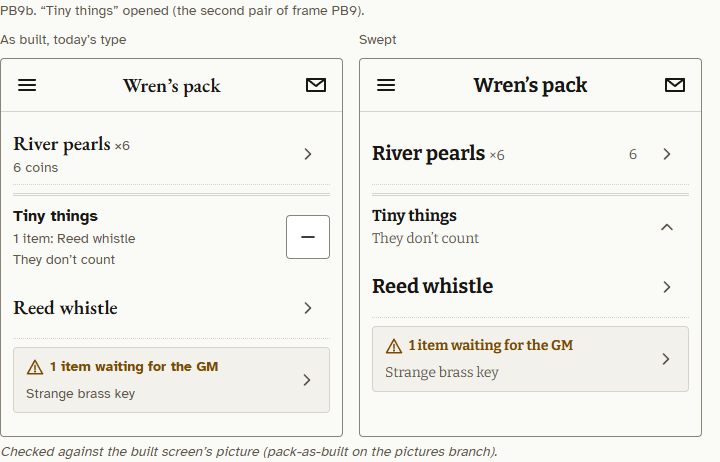 PB9b. “Tiny things” opened (the second pair of frame PB9).
As built, today’s type
Wren’s pack
River pearls ×6
6 coins
Tiny things
1 item: Reed whistle
They don’t count
Reed whistle
1 item waiting for the GM
Strange brass key
Swept
Wren’s pack
River pearls ×6 6
Tiny things
They don’t count
Reed whistle
1 item waiting for the GM
Strange brass key
Checked against the built screen’s picture (pack-as-built on the pictures branch).